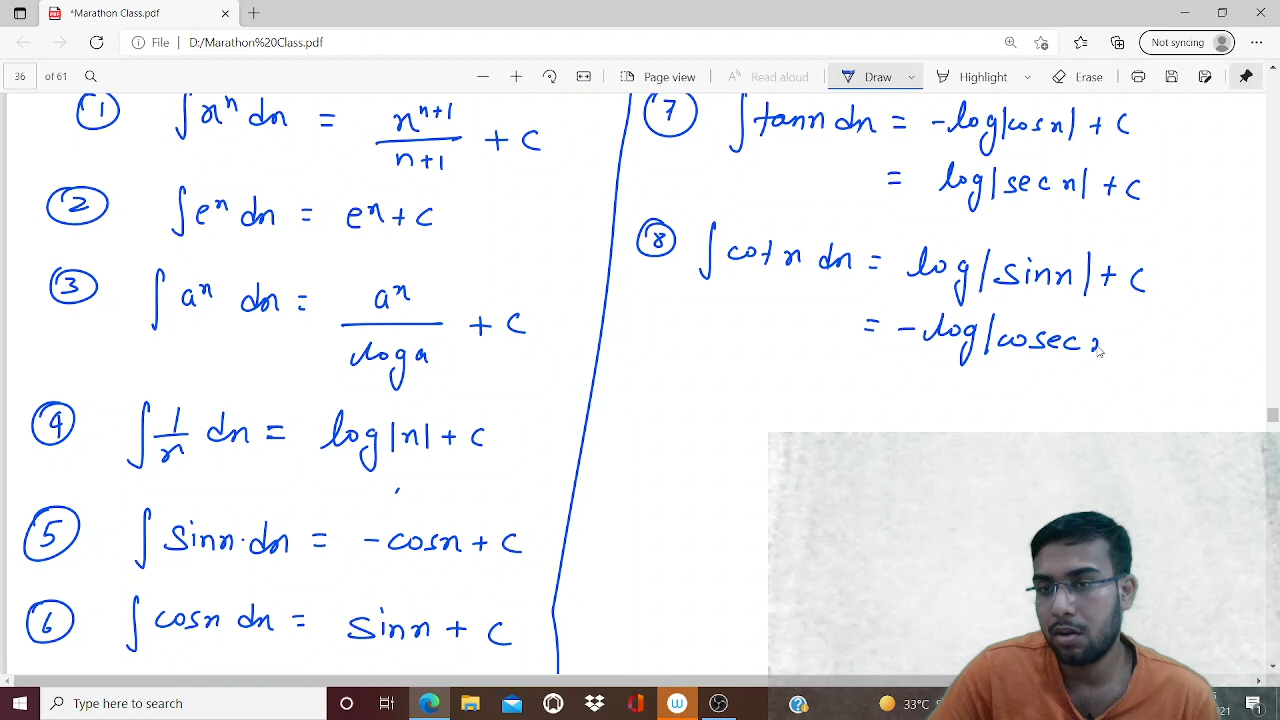 *Marathon Class.pdf
File D:/Marathon%20Class.pdf Not syncing
36 of 61 Page view Read aloud Draw Highlight Erase
① ∫xⁿ dx = xⁿ⁺¹/n+1 + c
② ∫eˣ dx = eˣ + c
③ ∫ aˣ dx = aˣ/log a + c
④ ∫ 1/x dx = log|x| + c
⑤ ∫ sinx·dx = -cosx + c
⑥ ∫ cosx dx = sinx + c
⑦ ∫tanx dx = -log|cosx| + c
= log|sec x| + c
⑧ ∫ cot x dx = log|sinx| + c
= -log|cosec x
Type here to search 33°C